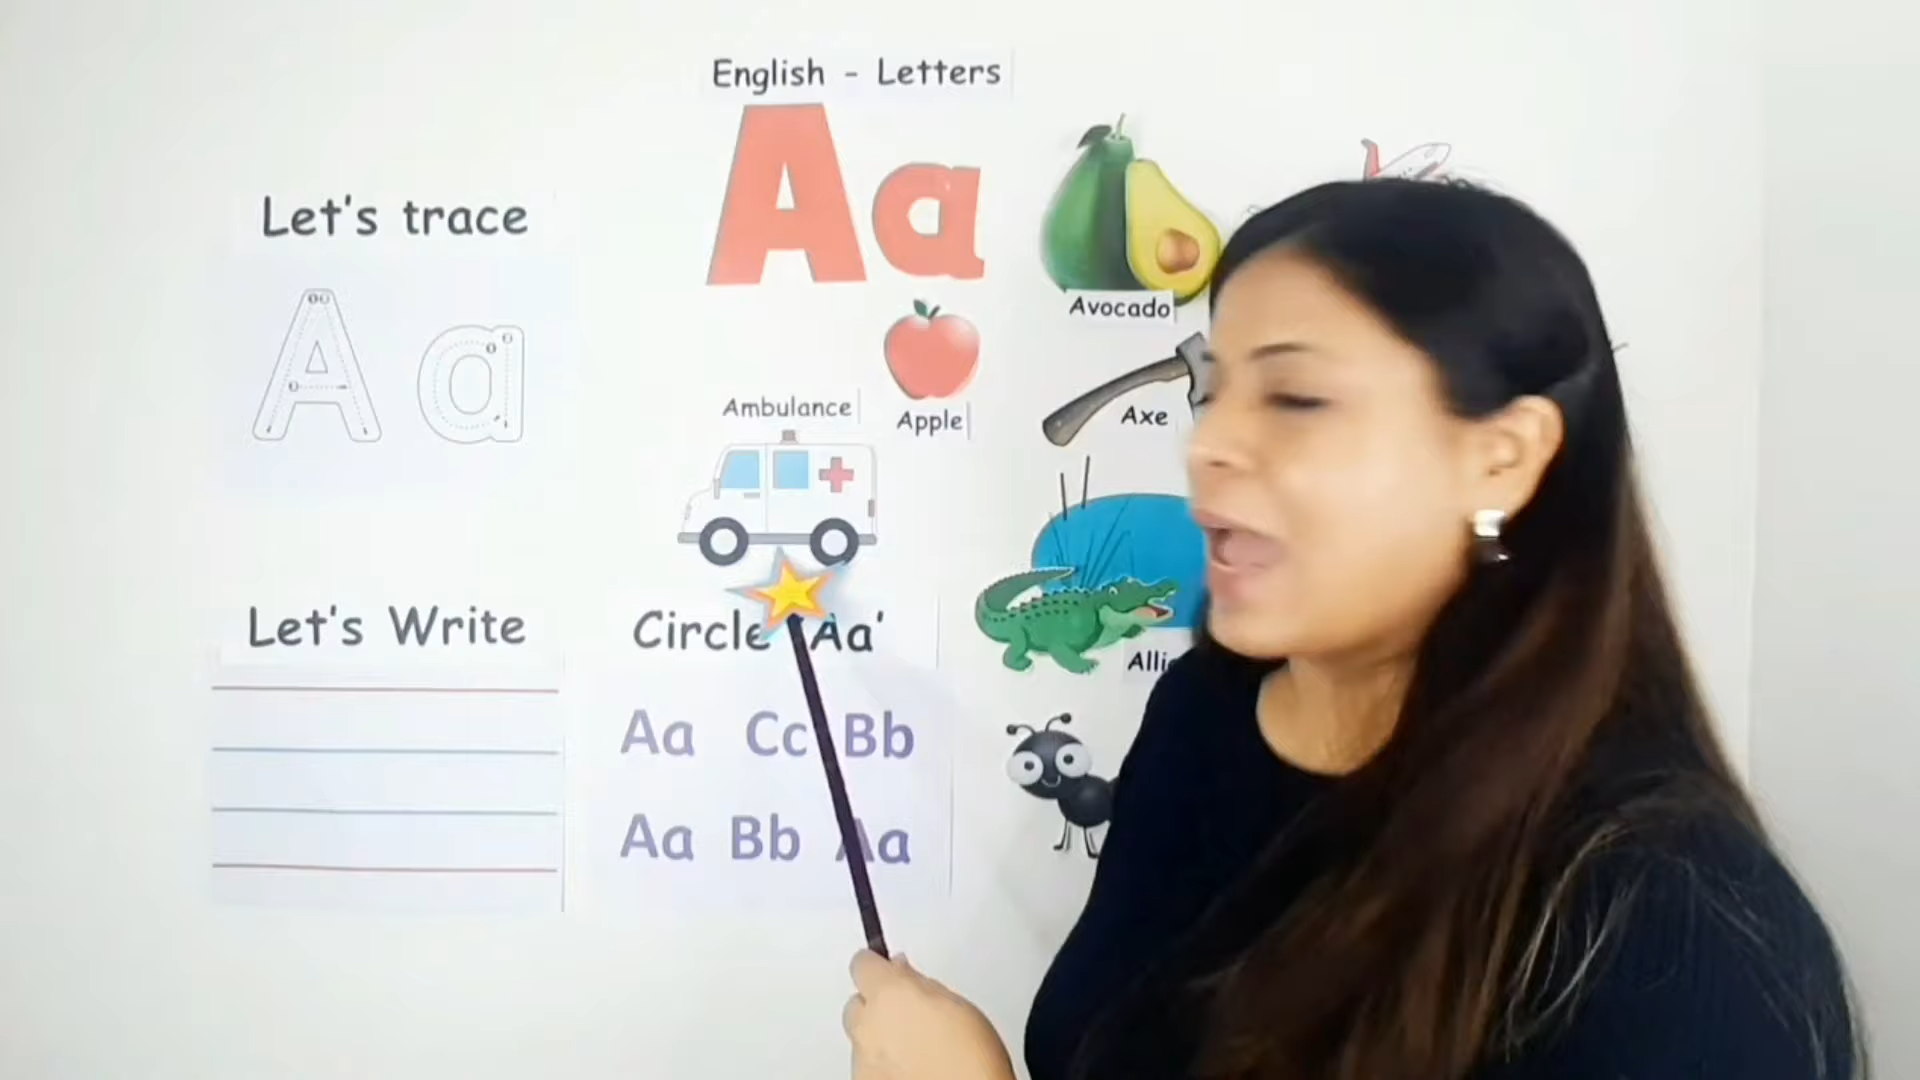 English - Letters
Aa
Let's trace
A a
Avocado
Ambulance
Apple
Axe
Let's Write
Circle 'Aa'
Aa Cc Bb
Aa Bb Aa